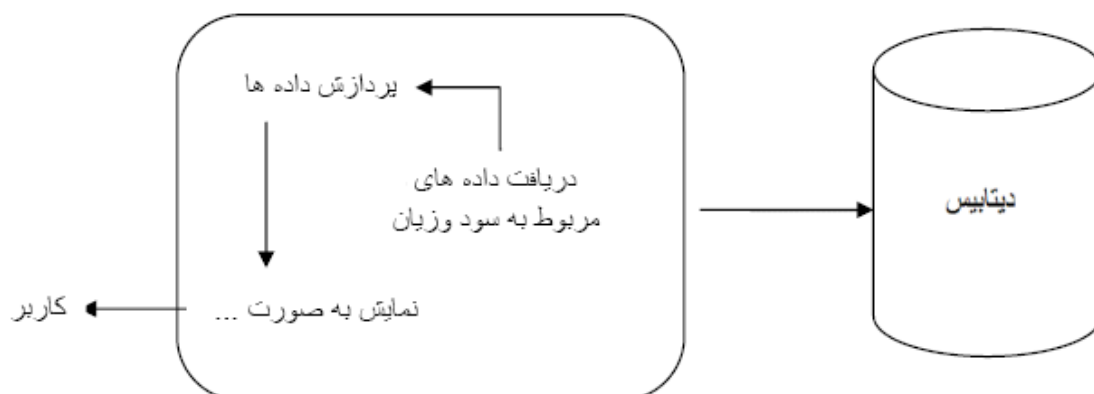 پردازش داده ها
دریافت داده های
مربوط به سود وزیان
دیتابیس
نمایش به صورت ...
کاربر